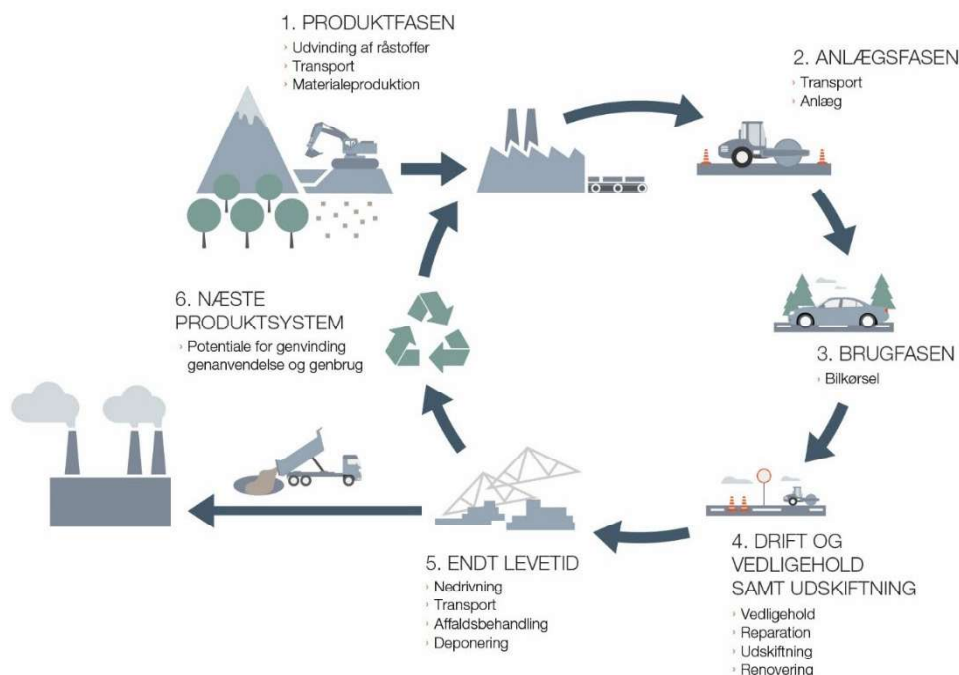 1. PRODUKTFASEN
› Udvinding af råstoffer
› Transport
› Materialeproduktion
2. ANLÆGSFASEN
› Transport
› Anlæg
3. BRUGFASEN
› Bilkørsel
4. DRIFT OG
VEDLIGEHOLD
SAMT UDSKIFTNING
› Vedligehold
› Reparation
› Udskiftning
› Renovering
5. ENDT LEVETID
› Nedrivning
› Transport
› Affaldsbehandling
› Deponering
6. NÆSTE
PRODUKTSYSTEM
› Potentiale for genvinding
genanvendelse og genbrug